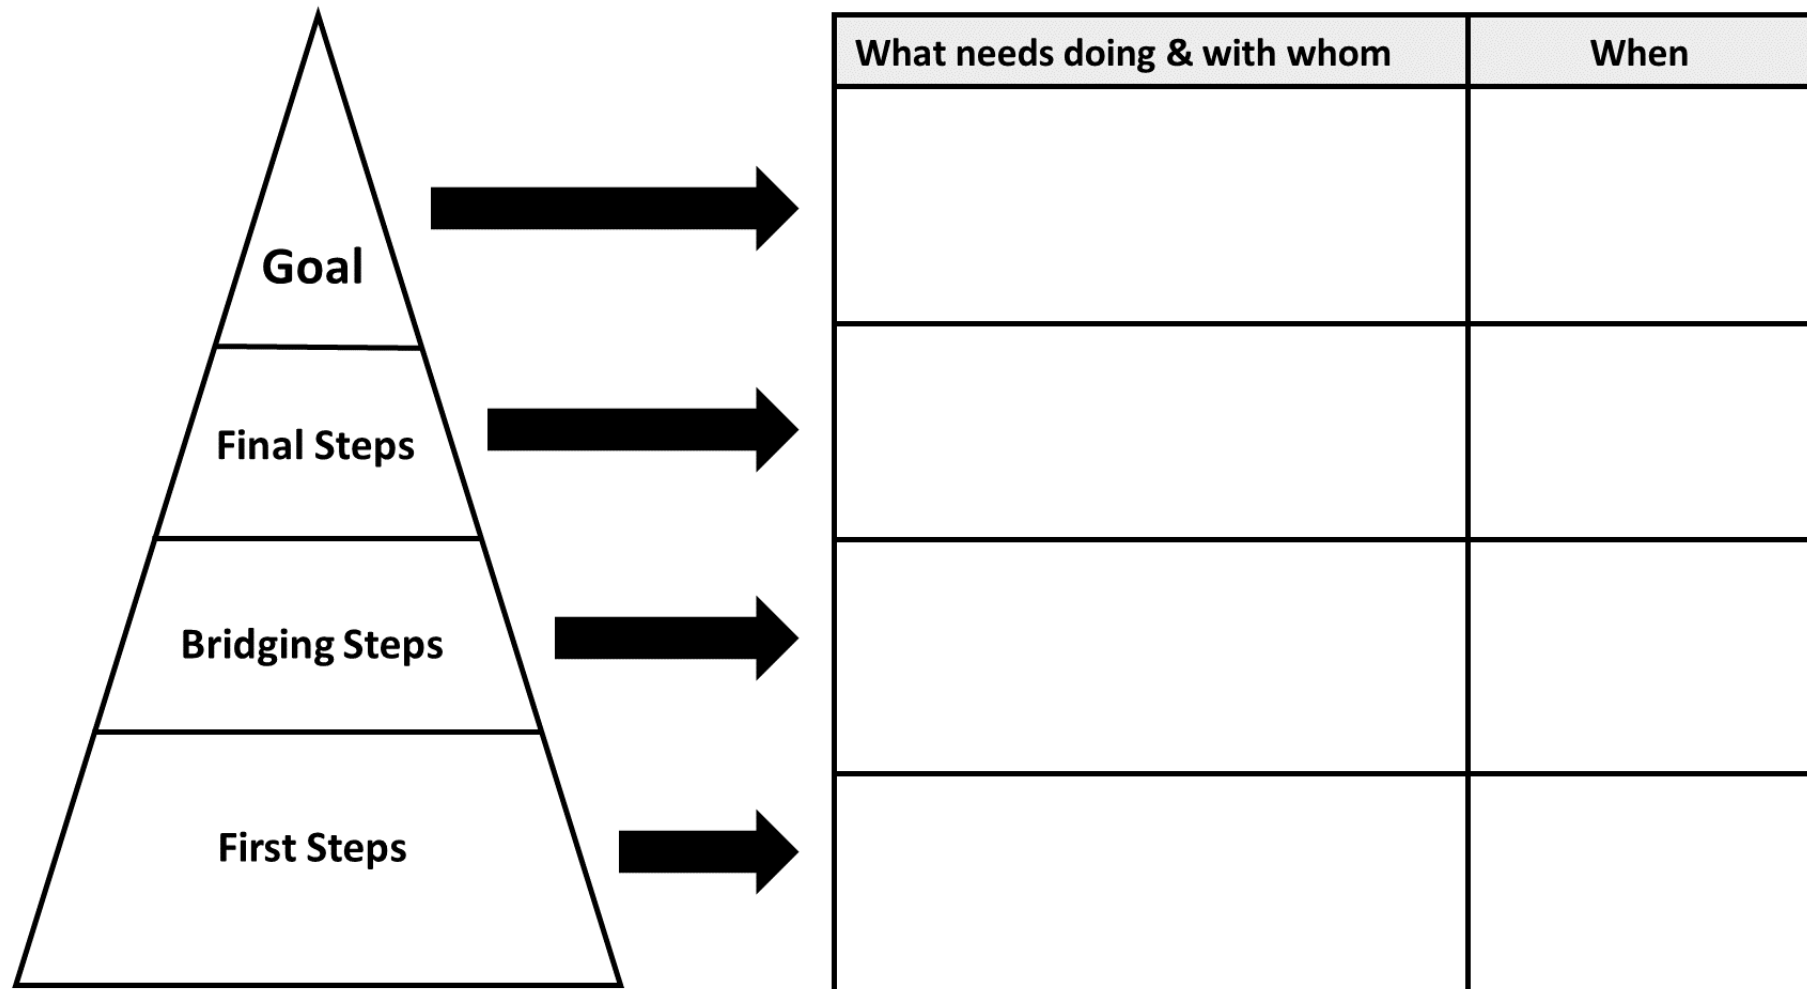 What needs doing & with whom
When
Goal
Final Steps
Bridging Steps
First Steps